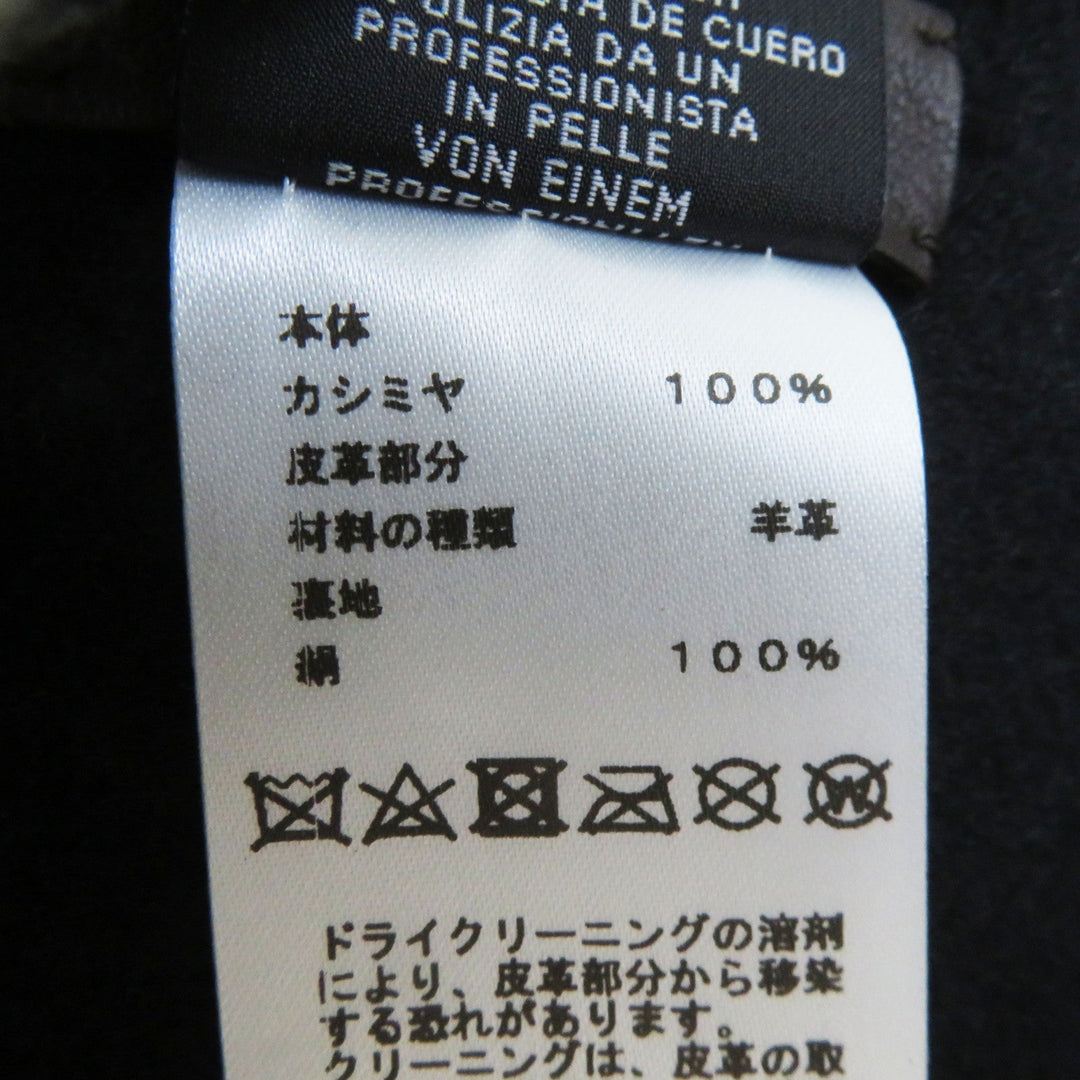 DE CUERO
PULIZIA DA UN
PROFESSIONISTA
IN PELLE
VON EINEM
本体
カシミヤ 100%
皮革部分
材料の種類 羊革
裏地
絹 100%
W
ドライクリーニングの溶剤
により、皮革部分から移染
する恐れがあります。
クリーニングは、皮革の取